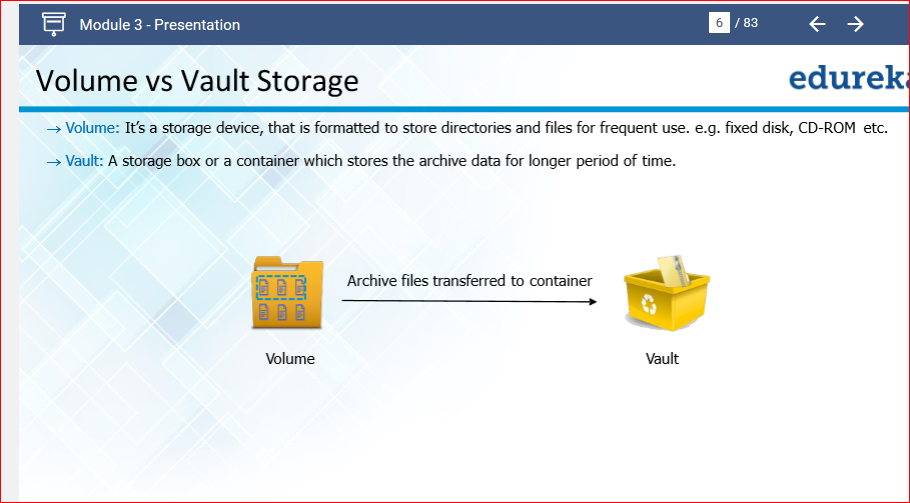 Module 3 - Presentation
6 / 83
Volume vs Vault Storage
edureka
→ Volume: It's a storage device, that is formatted to store directories and files for frequent use. e.g. fixed disk, CD-ROM etc.
→ Vault: A storage box or a container which stores the archive data for longer period of time.
Archive files transferred to container
Volume
Vault